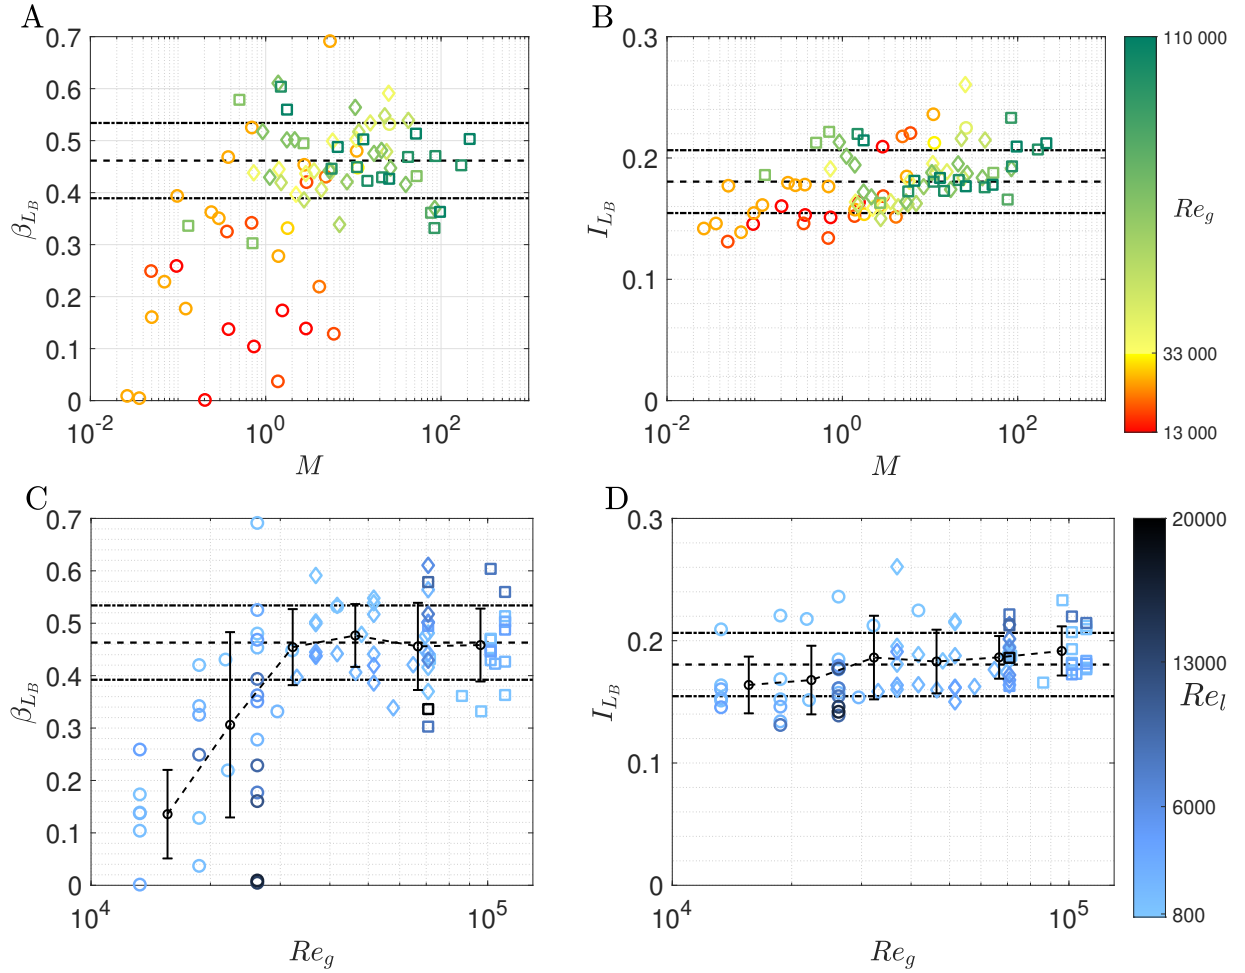 A
0.7
0.6
0.5
0.4
0.3
0.2
0.1
0
β_{L_B}
10^{-2}
10^{0}
10^{2}
M
B
0.3
0.2
0.1
0
I_{L_B}
10^{-2}
10^{0}
10^{2}
M
110 000
Re_g
33 000
13 000
C
0.7
0.6
0.5
0.4
0.3
0.2
0.1
0
β_{L_B}
10^{4}
10^{5}
Re_g
D
0.3
0.2
0.1
0
I_{L_B}
10^{4}
10^{5}
Re_g
20000
13000
Re_l
6000
800